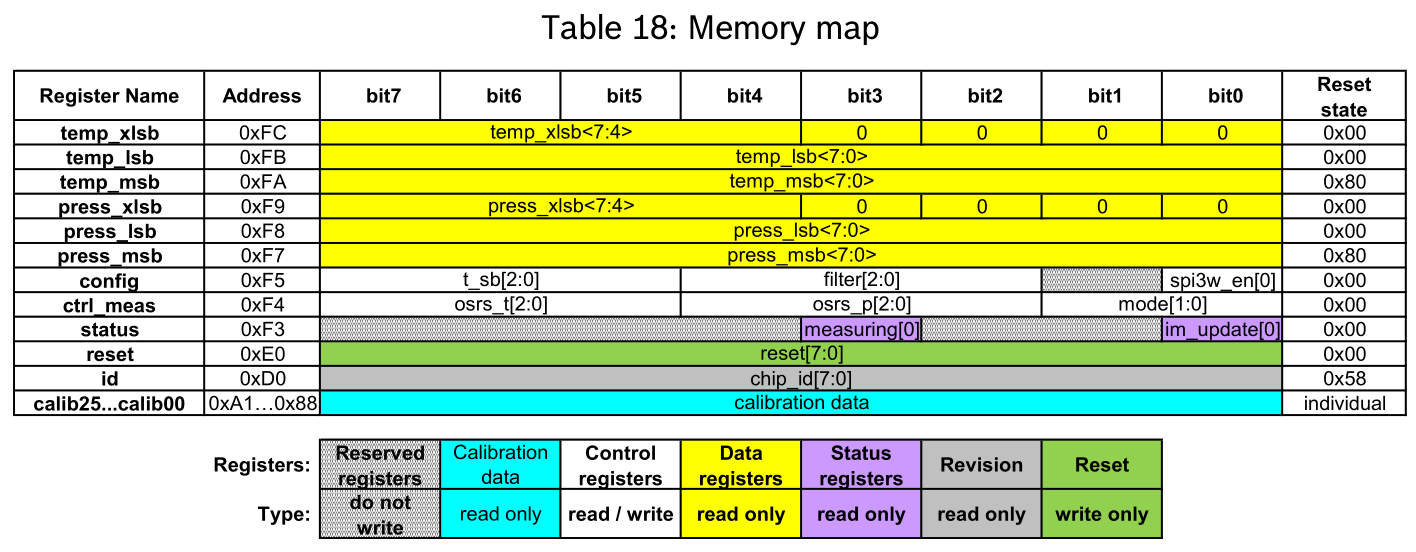 Table 18: Memory map
Register Name Address bit7 bit6 bit5 bit4 bit3 bit2 bit1 bit0 Reset state
temp_xlsb 0xFC temp_xlsb<7:4> 0 0 0 0 0x00
temp_lsb 0xFB temp_lsb<7:0> 0x00
temp_msb 0xFA temp_msb<7:0> 0x80
press_xlsb 0xF9 press_xlsb<7:4> 0 0 0 0 0x00
press_lsb 0xF8 press_lsb<7:0> 0x00
press_msb 0xF7 press_msb<7:0> 0x80
config 0xF5 t_sb[2:0] filter[2:0] spi3w_en[0] 0x00
ctrl_meas 0xF4 osrs_t[2:0] osrs_p[2:0] mode[1:0] 0x00
status 0xF3 measuring[0] im_update[0] 0x00
reset 0xE0 reset[7:0] 0x00
id 0xD0 chip_id[7:0] 0x58
calib25...calib00 0xA1…0x88 calibration data individual
Registers: Reserved registers Calibration data Control registers Data registers Status registers Revision Reset
Type: do not write read only read / write read only read only read only write only